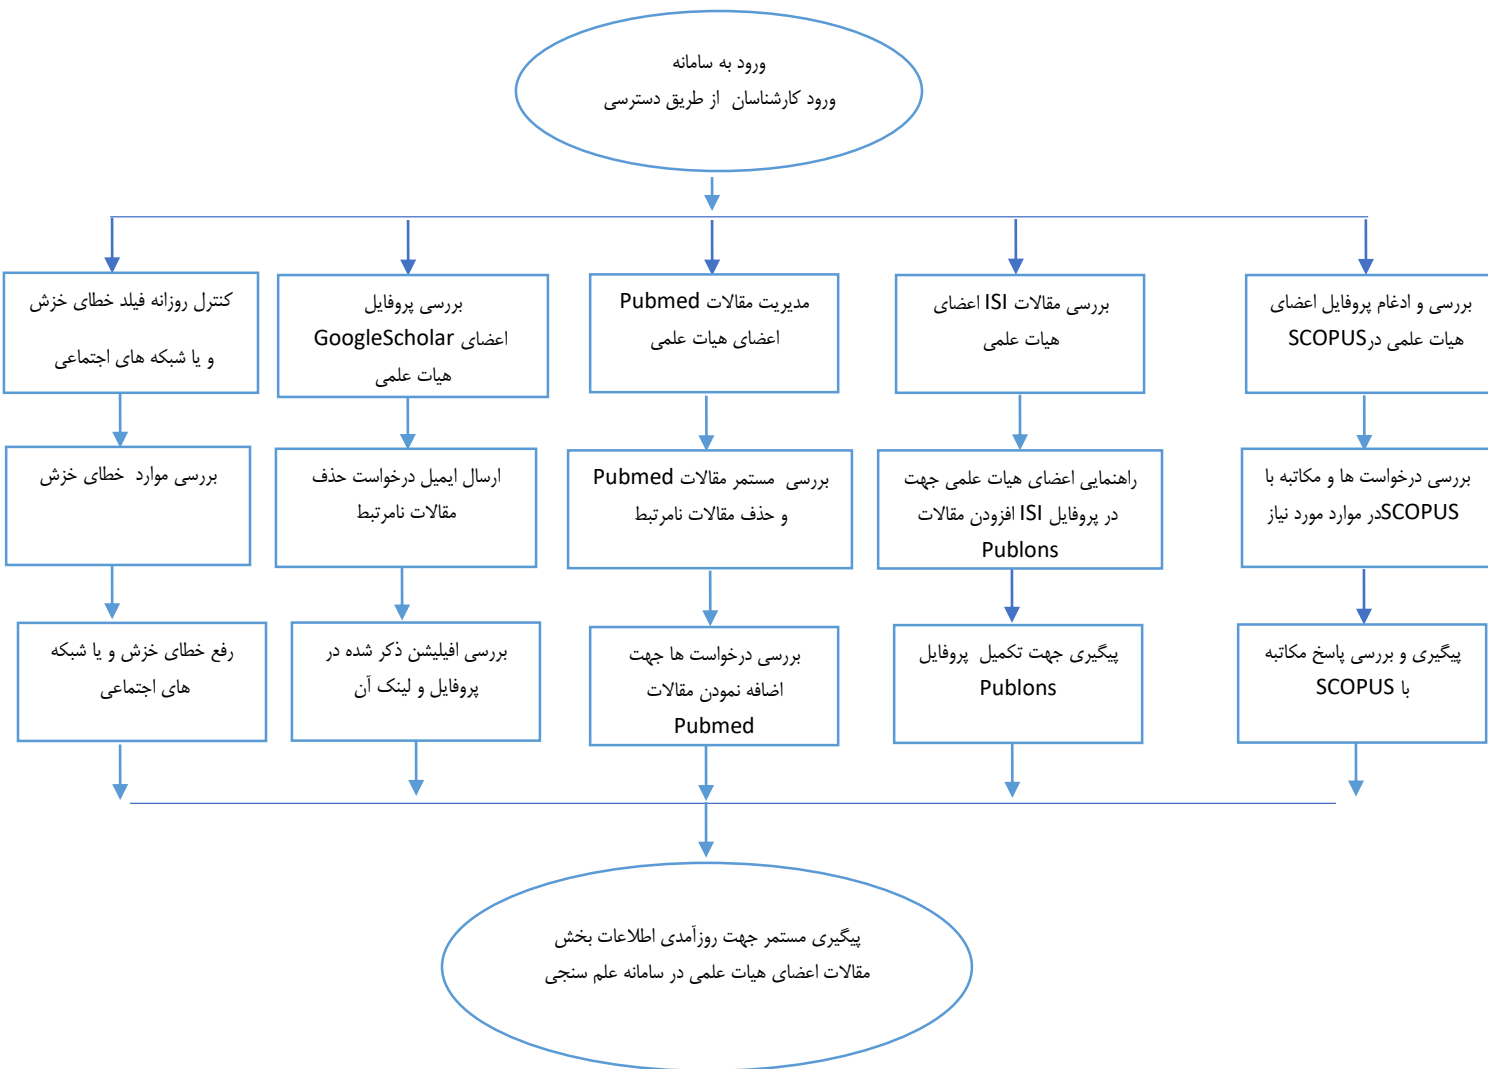 ورود به سامانه
ورود کارشناسان از طریق دسترسی
بررسی و ادغام پروفایل اعضای
هیات علمی درSCOPUS
بررسی مقالات ISI اعضای
هیات علمی
مدیریت مقالات Pubmed
اعضای هیات علمی
بررسی پروفایل
GoogleScholar اعضای
هیات علمی
کنترل روزانه فیلد خطای خزش
و یا شبکه های اجتماعی
بررسی درخواست ها و مکاتبه با
SCOPUSدر موارد مورد نیاز
راهنمایی اعضای هیات علمی جهت
افزودن مقالات ISI در پروفایل
Publons
بررسی مستمر مقالات Pubmed
و حذف مقالات نامرتبط
ارسال ایمیل درخواست حذف
مقالات نامرتبط
بررسی موارد خطای خزش
پیگیری و بررسی پاسخ مکاتبه
با SCOPUS
پیگیری جهت تکمیل پروفایل
Publons
بررسی درخواست ها جهت
اضافه نمودن مقالات
Pubmed
بررسی افیلیشن ذکر شده در
پروفایل و لینک آن
رفع خطای خزش و یا شبکه
های اجتماعی
پیگیری مستمر جهت روزآمدی اطلاعات بخش
مقالات اعضای هیات علمی در سامانه علم سنجی